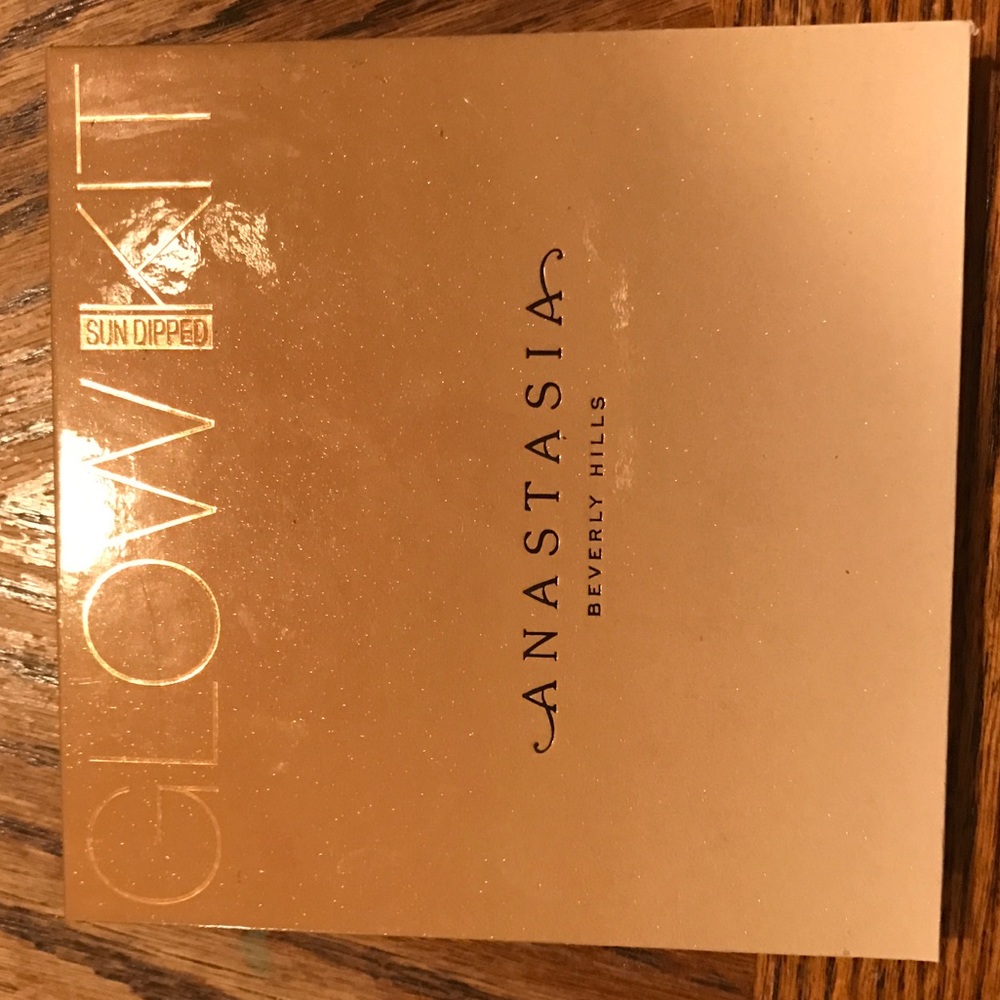 GLOW KIT
SUN DIPPED
ANASTASIA
BEVERLY HILLS